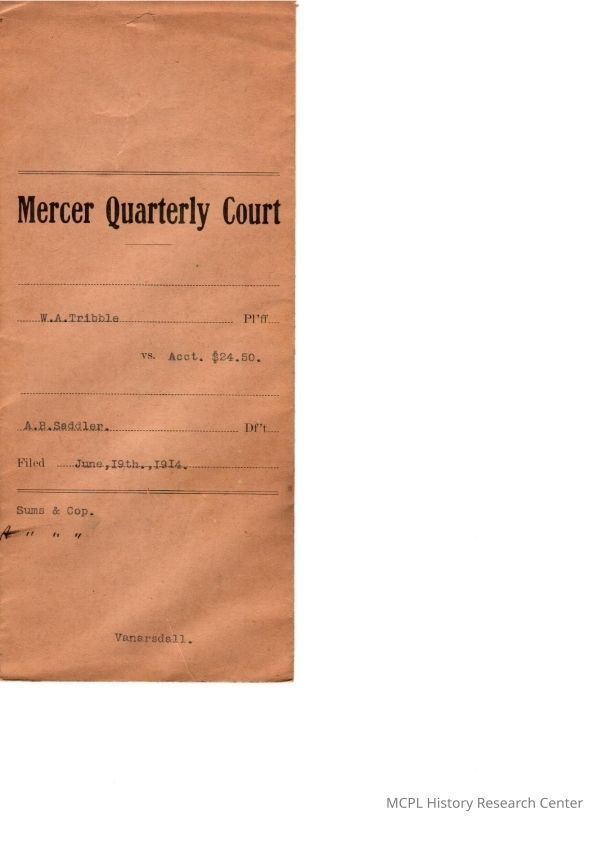 Mercer Quarterly Court
W.A.Tribble Pl'ff
vs. Acct. $24.50.
A.B.Saddler. Df't
Filed June,19th.,1914.
Sums & Cop.
A " " "
Vanarsdall.
MCPL History Research Center